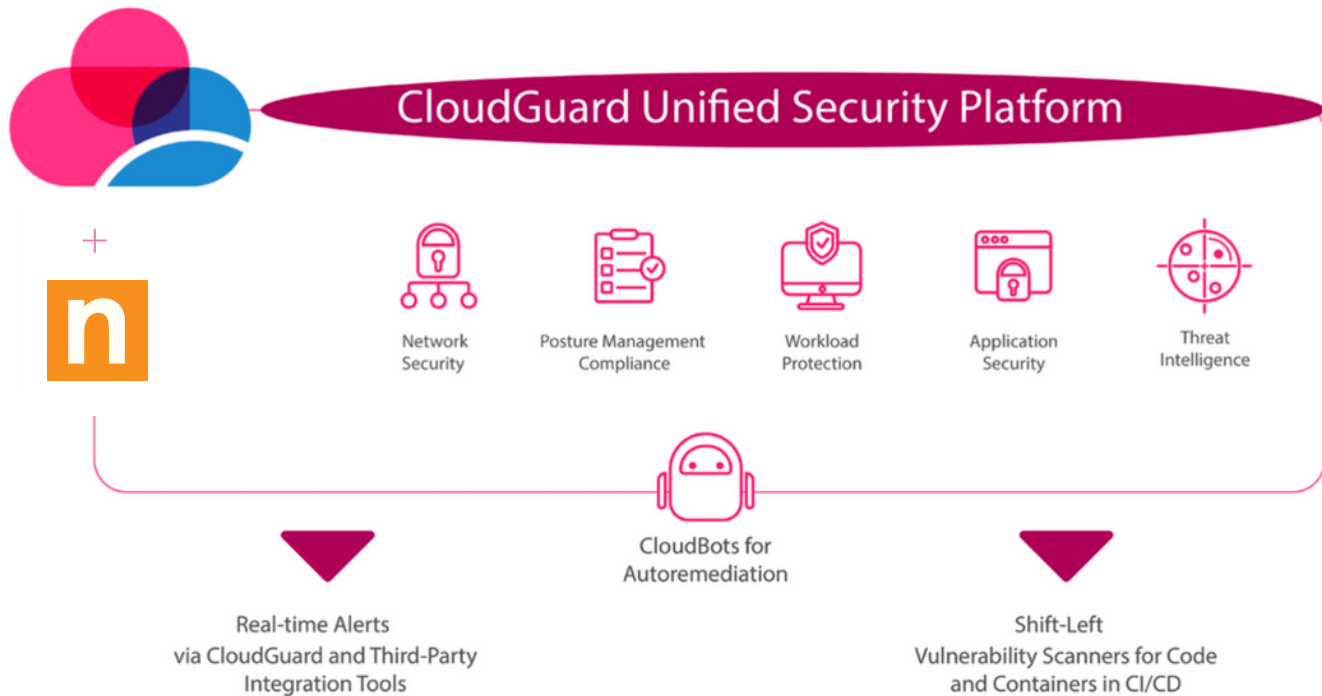 CloudGuard Unified Security Platform
+
n
Network
Security
Posture Management
Compliance
Workload
Protection
Application
Security
Threat
Intelligence
CloudBots for
Autoremediation
Real-time Alerts
via CloudGuard and Third-Party
Integration Tools
Shift-Left
Vulnerability Scanners for Code
and Containers in CI/CD